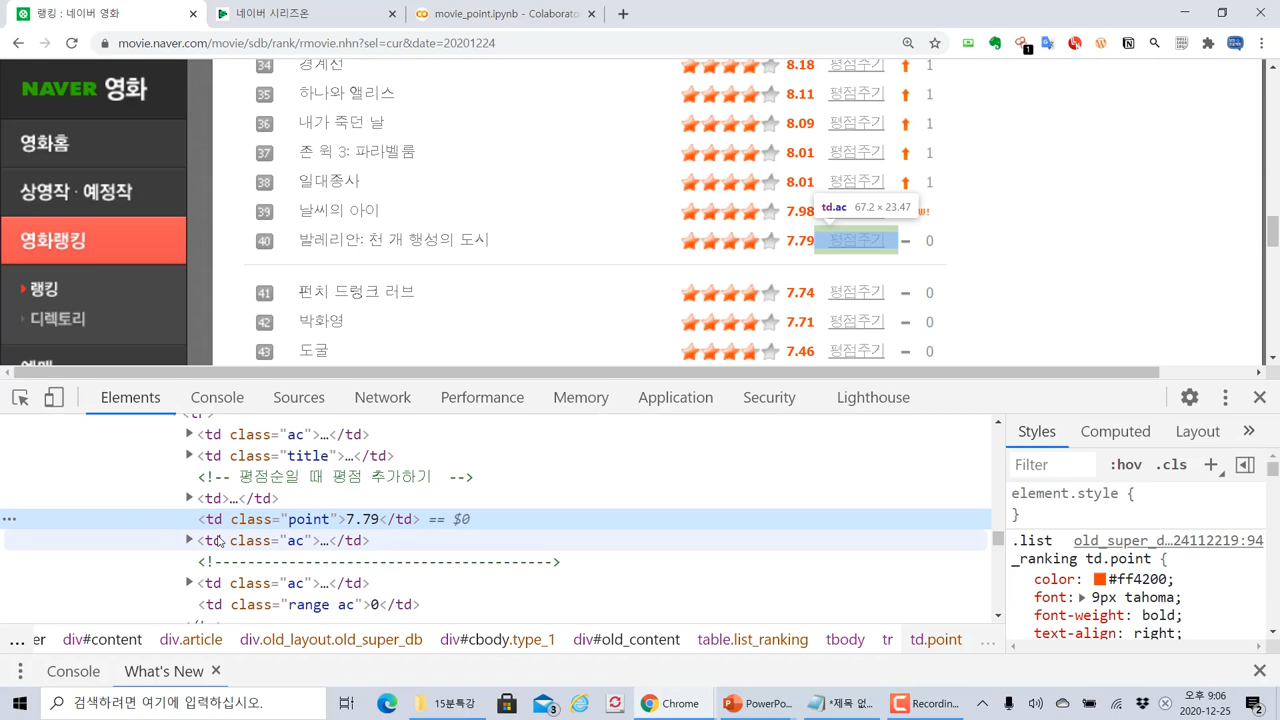 랭킹 : 네이버 영화
네이버 시리즈온
movie_point.ipynb - Colaborato
movie.naver.com/movie/sdb/rank/rmovie.nhn?sel=cur&date=20201224
1
NAVER 영화
영화홈
상영작 · 예정작
영화랭킹
랭킹
디렉토리
예매
34 경계선 8.18 평점주기 1
35 하나와 앨리스 8.11 평점주기 1
36 내가 죽던 날 8.09 평점주기 1
37 존 윅 3: 파라벨룸 8.01 평점주기 1
38 일대종사 8.01 평점주기 1
39 날씨의 아이 7.98
td.ac 67.2 × 23.47
40 발레리안: 천 개 행성의 도시 7.79 평점주기 0
41 펀치 드렁크 러브 7.74 평점주기 0
42 박화영 7.71 평점주기 0
43 도굴 7.46 평점주기 0
Elements Console Sources Network Performance Memory Application Security Lighthouse
<tr>
<td class="ac">…</td>
<td class="title">…</td>
<!-- 평점순일 때 평점 추가하기 -->
<td>…</td>
<td class="point">7.79</td> == $0
<td class="ac">…</td>
<!----------------------------------------->
<td class="ac">…</td>
<td class="range ac">0</td>
... er div#content div.article div.old_layout.old_super_db div#cbody.type_1 div#old_content table.list_ranking tbody tr td.point ...
Styles Computed Layout
Filter :hov .cls
element.style {
}
.list old_super_d…24112219:94
_ranking td.point {
color: #ff4200;
font: 9px tahoma;
font-weight: bold;
text-align: right;
Console What's New
검색하려면 여기에 입력하십시오.
15분특강
3
Chrome
PowerPo...
*제목 없...
Recordin...
오후 9:06
2020-12-25
2